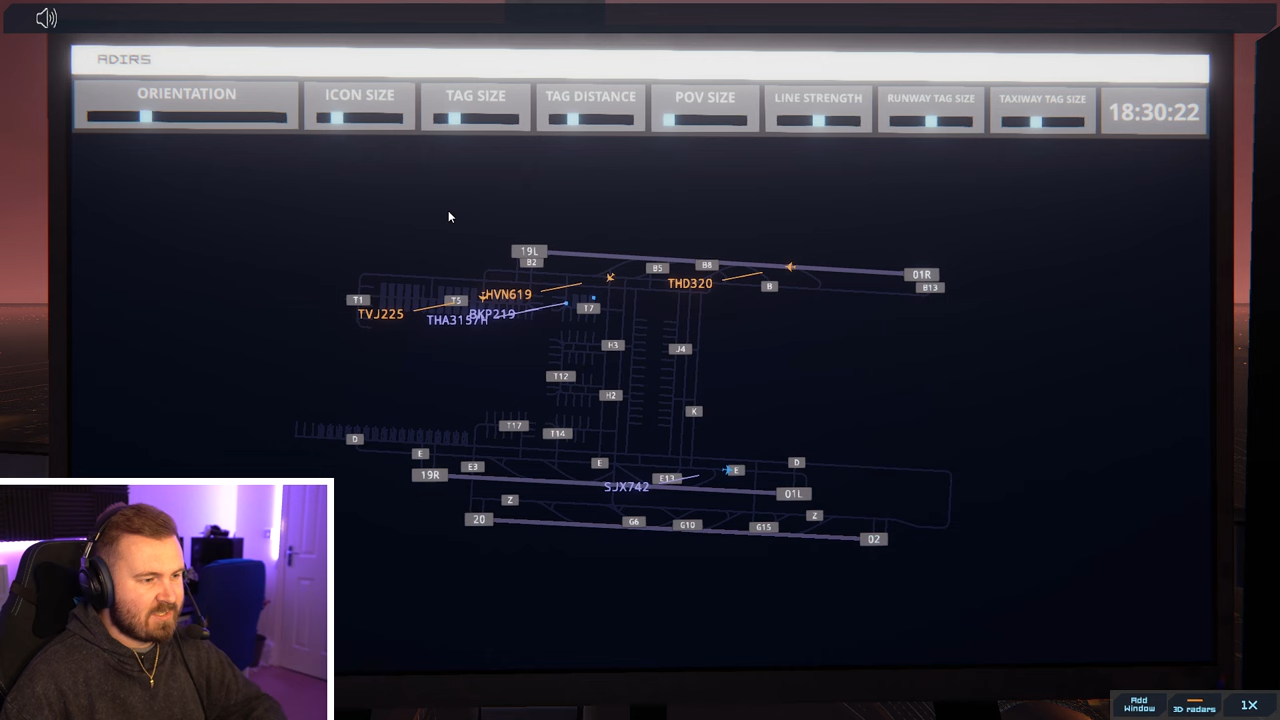 ADIRS
ORIENTATION
ICON SIZE
TAG SIZE
TAG DISTANCE
POV SIZE
LINE STRENGTH
RUNWAY TAG SIZE
TAXIWAY TAG SIZE
18:30:22
19L
B2
B5
B8
01R
B13
B
THD320
HVN619
T1
T5
TVJ225
THA3157H
BKP219
T7
H3
J4
T12
H2
K
T17
T14
D
E
E3
19R
E
E13
E
D
SJX742
01L
Z
20
G6
G10
G15
Z
02
Add
Window
3D radars
1X